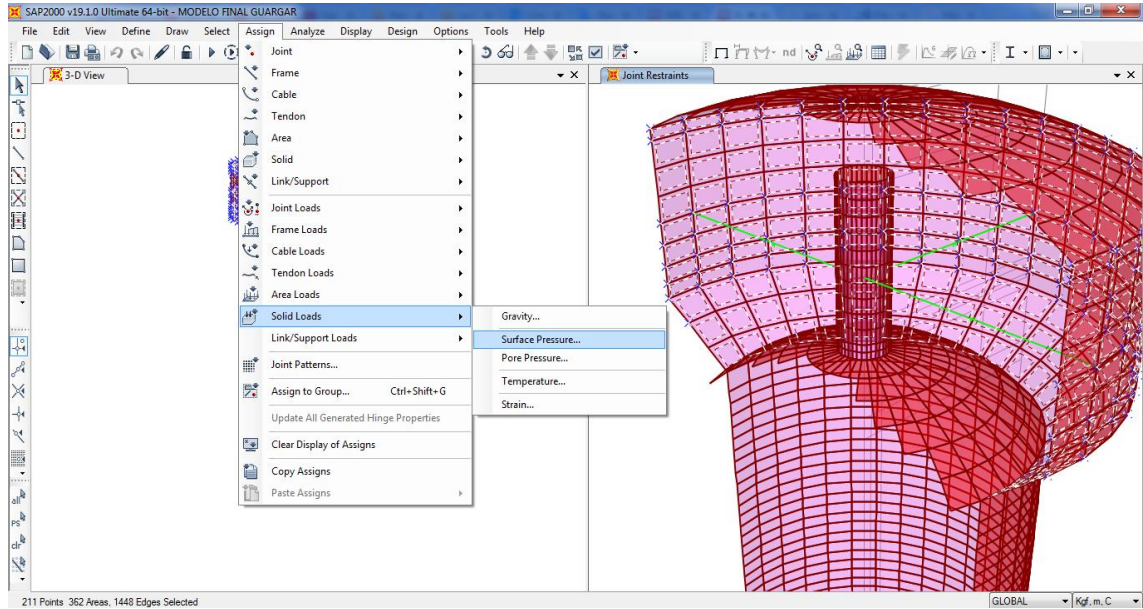 SAP2000 v19.1.0 Ultimate 64-bit - MODELO FINAL GUARGAR
File Edit View Define Draw Select Assign Analyze Display Design Options Tools Help
nd
3-D View
Joint Restraints
Joint
Frame
Cable
Tendon
Area
Solid
Link/Support
Joint Loads
Frame Loads
Cable Loads
Tendon Loads
Area Loads
Solid Loads
Link/Support Loads
Joint Patterns...
Assign to Group... Ctrl+Shift+G
Update All Generated Hinge Properties
Clear Display of Assigns
Copy Assigns
Paste Assigns
Gravity...
Surface Pressure...
Pore Pressure...
Temperature...
Strain...
all
PS
clr
211 Points 362 Areas, 1448 Edges Selected
GLOBAL
Kgf, m, C